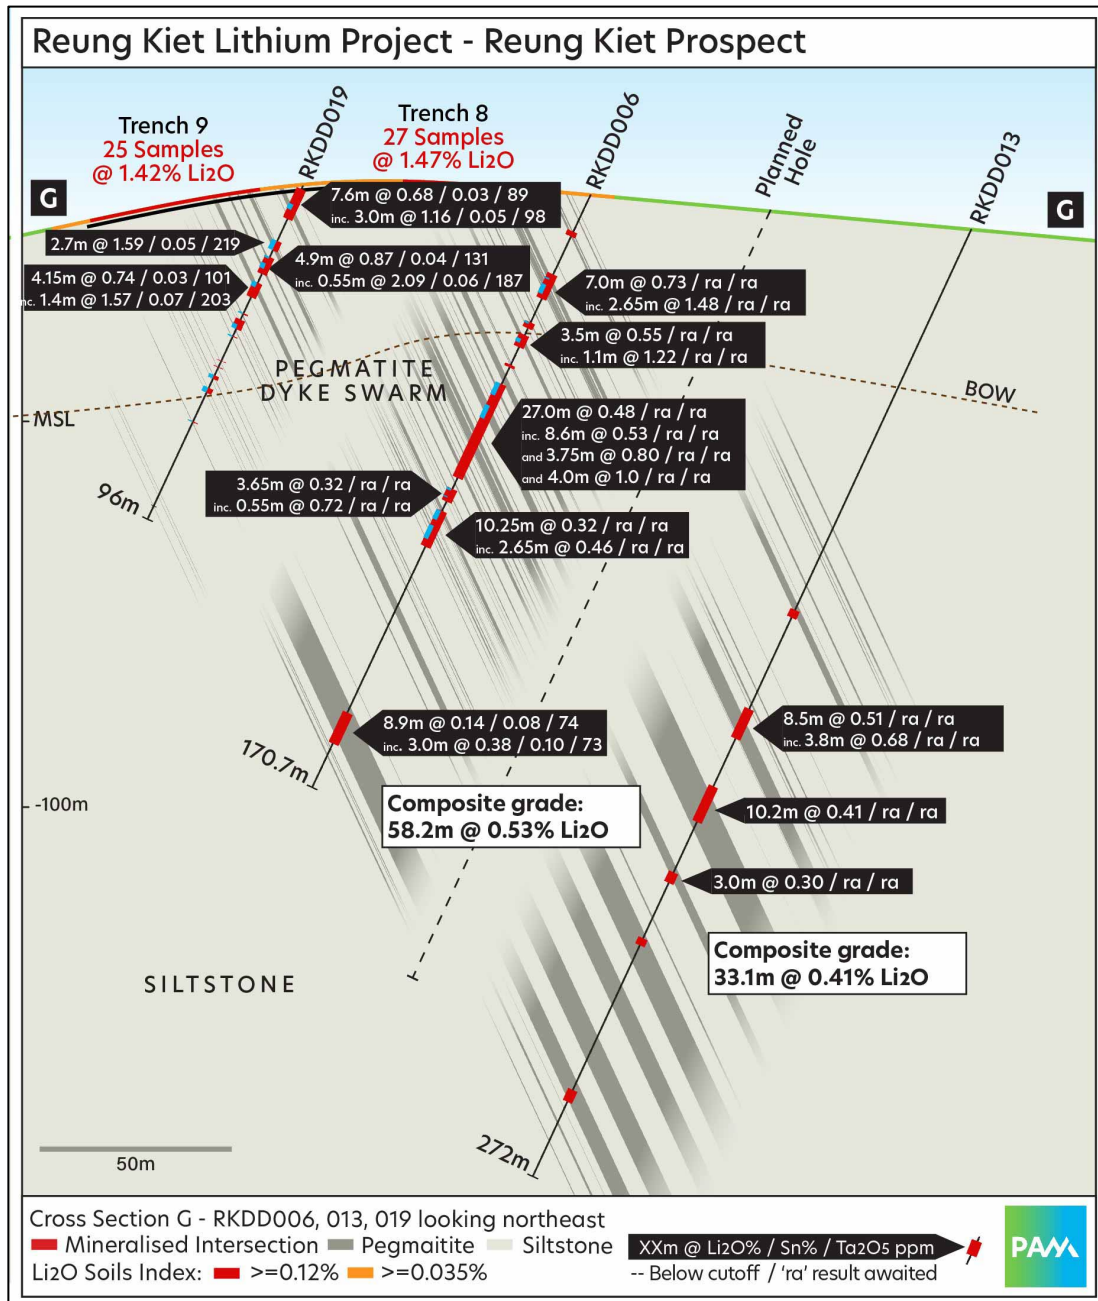 Reung Kiet Lithium Project - Reung Kiet Prospect
Trench 9
25 Samples
@ 1.42% Li2O
RKDD019
Trench 8
27 Samples
@ 1.47% Li2O
RKDD006
Planned
Hole
RKDD013
G
G
7.6m @ 0.68 / 0.03 / 89
inc. 3.0m @ 1.16 / 0.05 / 98
2.7m @ 1.59 / 0.05 / 219
4.9m @ 0.87 / 0.04 / 131
inc. 0.55m @ 2.09 / 0.06 / 187
4.15m @ 0.74 / 0.03 / 101
nc. 1.4m @ 1.57 / 0.07 / 203
7.0m @ 0.73 / ra / ra
inc. 2.65m @ 1.48 / ra / ra
3.5m @ 0.55 / ra / ra
inc. 1.1m @ 1.22 / ra / ra
PEGMATITE
DYKE SWARM
BOW
MSL
27.0m @ 0.48 / ra / ra
inc. 8.6m @ 0.53 / ra / ra
and 3.75m @ 0.80 / ra / ra
and 4.0m @ 1.0 / ra / ra
3.65m @ 0.32 / ra / ra
inc. 0.55m @ 0.72 / ra / ra
96m
10.25m @ 0.32 / ra / ra
inc. 2.65m @ 0.46 / ra / ra
8.9m @ 0.14 / 0.08 / 74
inc. 3.0m @ 0.38 / 0.10 / 73
170.7m
8.5m @ 0.51 / ra / ra
inc. 3.8m @ 0.68 / ra / ra
-100m
Composite grade:
58.2m @ 0.53% Li2O
10.2m @ 0.41 / ra / ra
3.0m @ 0.30 / ra / ra
Composite grade:
33.1m @ 0.41% Li2O
SILTSTONE
272m
50m
Cross Section G - RKDD006, 013, 019 looking northeast
Mineralised Intersection Pegmaitite Siltstone
Li2O Soils Index: >=0.12% >=0.035%
XXm @ Li2O% / Sn% / Ta2O5 ppm
-- Below cutoff / 'ra' result awaited
PAM